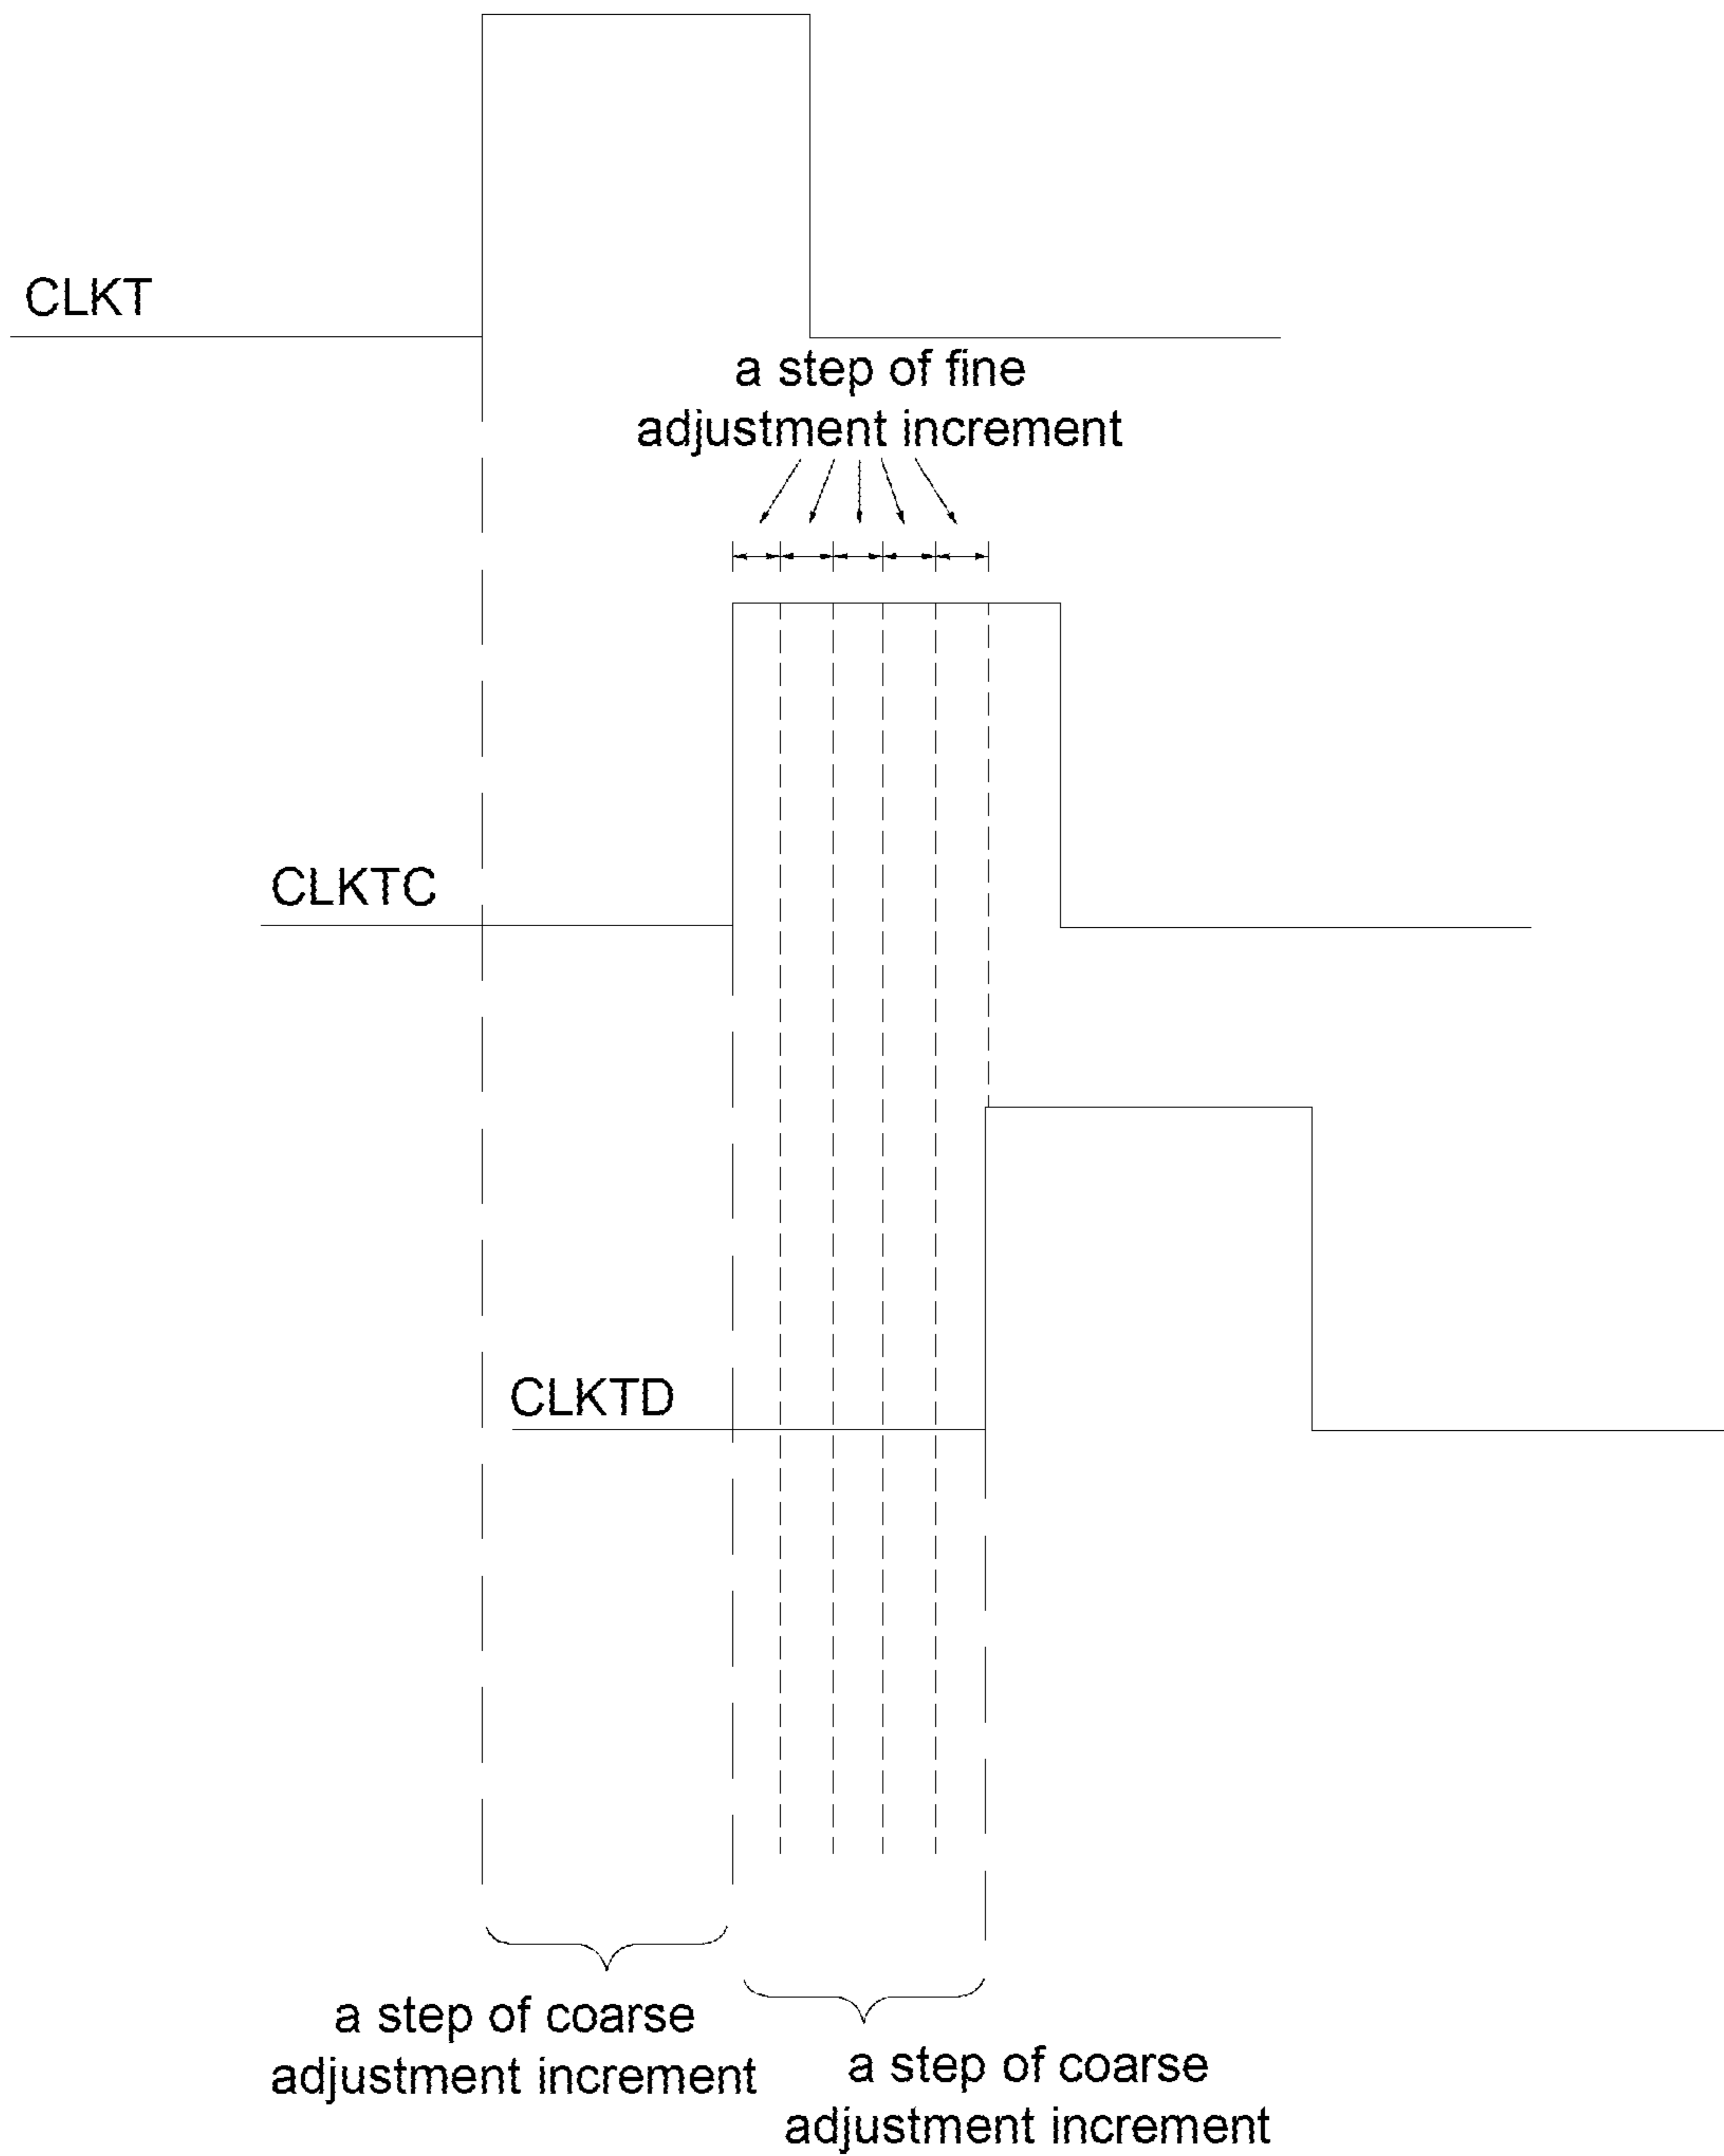 CLKT
a step of fine
adjustment increment
CLKTC
CLKTD
a step of coarse
adjustment increment
a step of coarse
adjustment increment